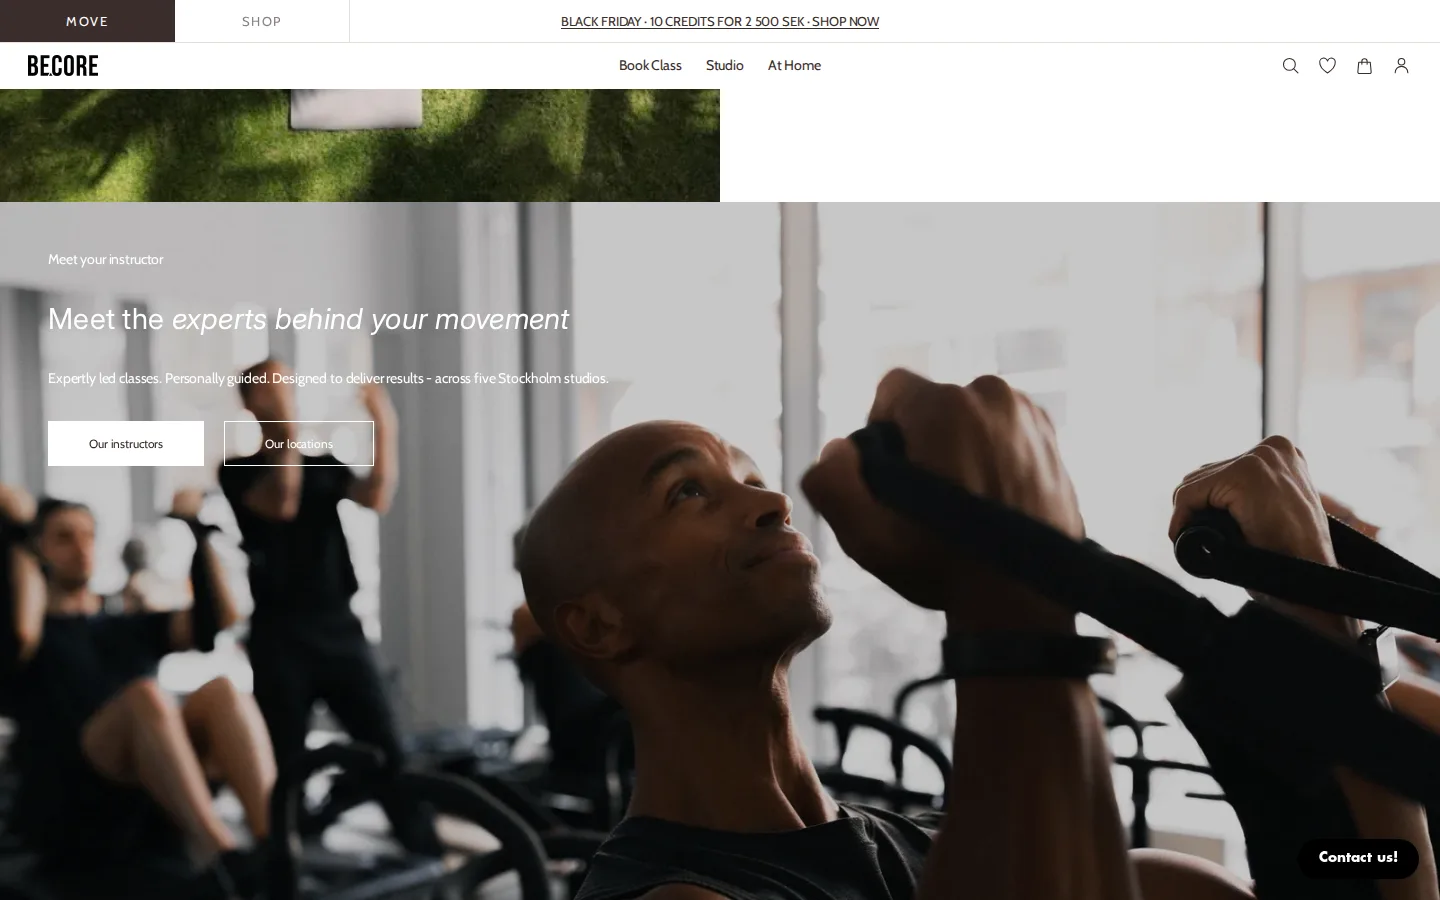 MOVE
SHOP
BLACK FRIDAY · 10 CREDITS FOR 2 500 SEK · SHOP NOW
BE.CORE
Book Class
Studio
At Home
Meet your instructor
Meet the experts behind your movement
Expertly led classes. Personally guided. Designed to deliver results - across five Stockholm studios.
Our instructors
Our locations
Contact us!